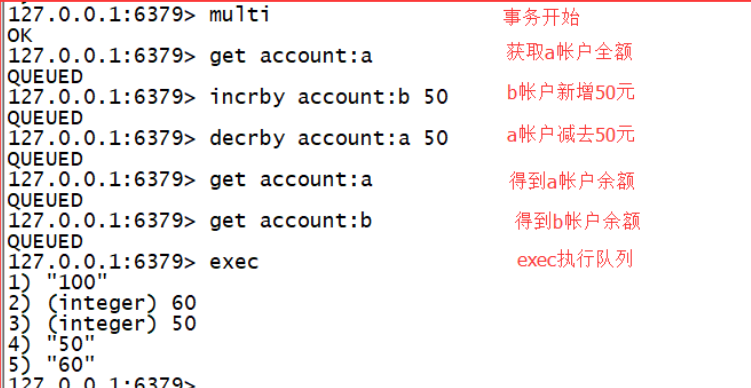 127.0.0.1:6379> multi 事务开始
OK
127.0.0.1:6379> get account:a 获取a帐户全额
QUEUED
127.0.0.1:6379> incrby account:b 50 b帐户新增50元
QUEUED
127.0.0.1:6379> decrby account:a 50 a帐户减去50元
QUEUED
127.0.0.1:6379> get account:a 得到a帐户余额
QUEUED
127.0.0.1:6379> get account:b 得到b帐户余额
QUEUED
127.0.0.1:6379> exec exec执行队列
1) "100"
2) (integer) 60
3) (integer) 50
4) "50"
5) "60"
127.0.0.1:6379>